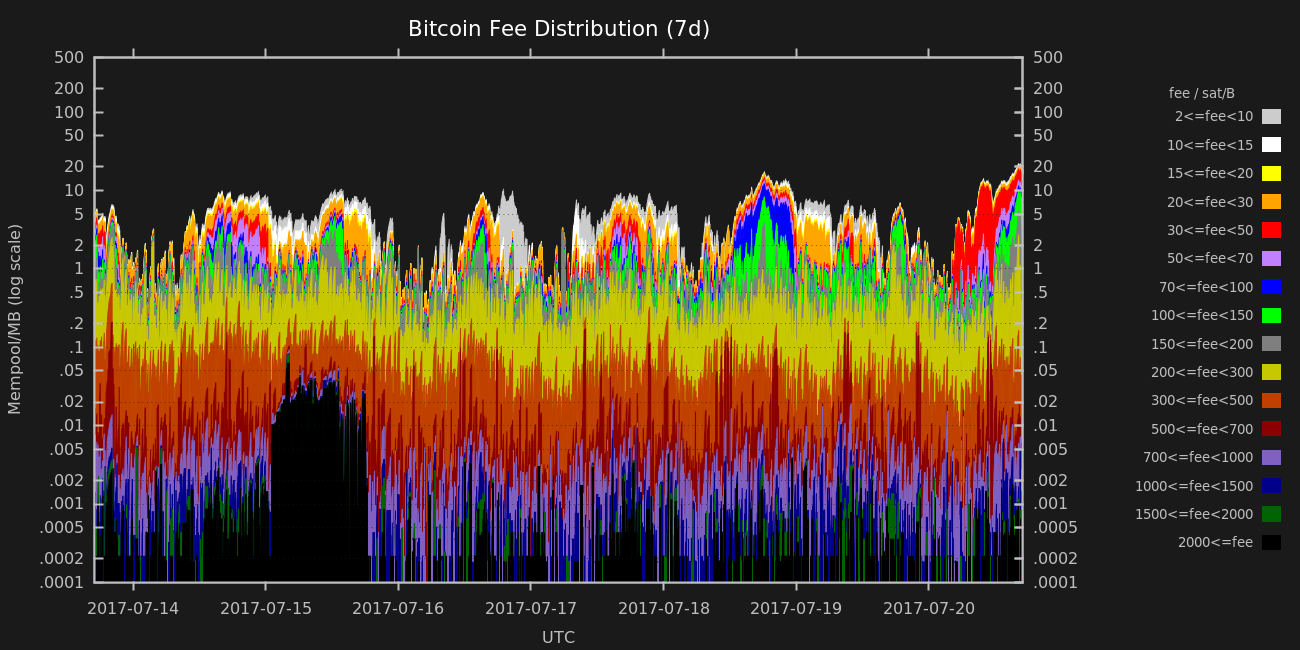 Bitcoin Fee Distribution (7d)
500 500
200 200
100 100
50 50
20 20
10 10
5 5
2 2
1 1
.5 .5
.2 .2
.1 .1
.05 .05
.02 .02
.01 .01
.005 .005
.002 .002
.001 .001
.0005 .0005
.0002 .0002
.0001 .0001
Mempool/MB (log scale)
2017-07-14 2017-07-15 2017-07-16 2017-07-17 2017-07-18 2017-07-19 2017-07-20
UTC
fee / sat/B
2<=fee<10
10<=fee<15
15<=fee<20
20<=fee<30
30<=fee<50
50<=fee<70
70<=fee<100
100<=fee<150
150<=fee<200
200<=fee<300
300<=fee<500
500<=fee<700
700<=fee<1000
1000<=fee<1500
1500<=fee<2000
2000<=fee